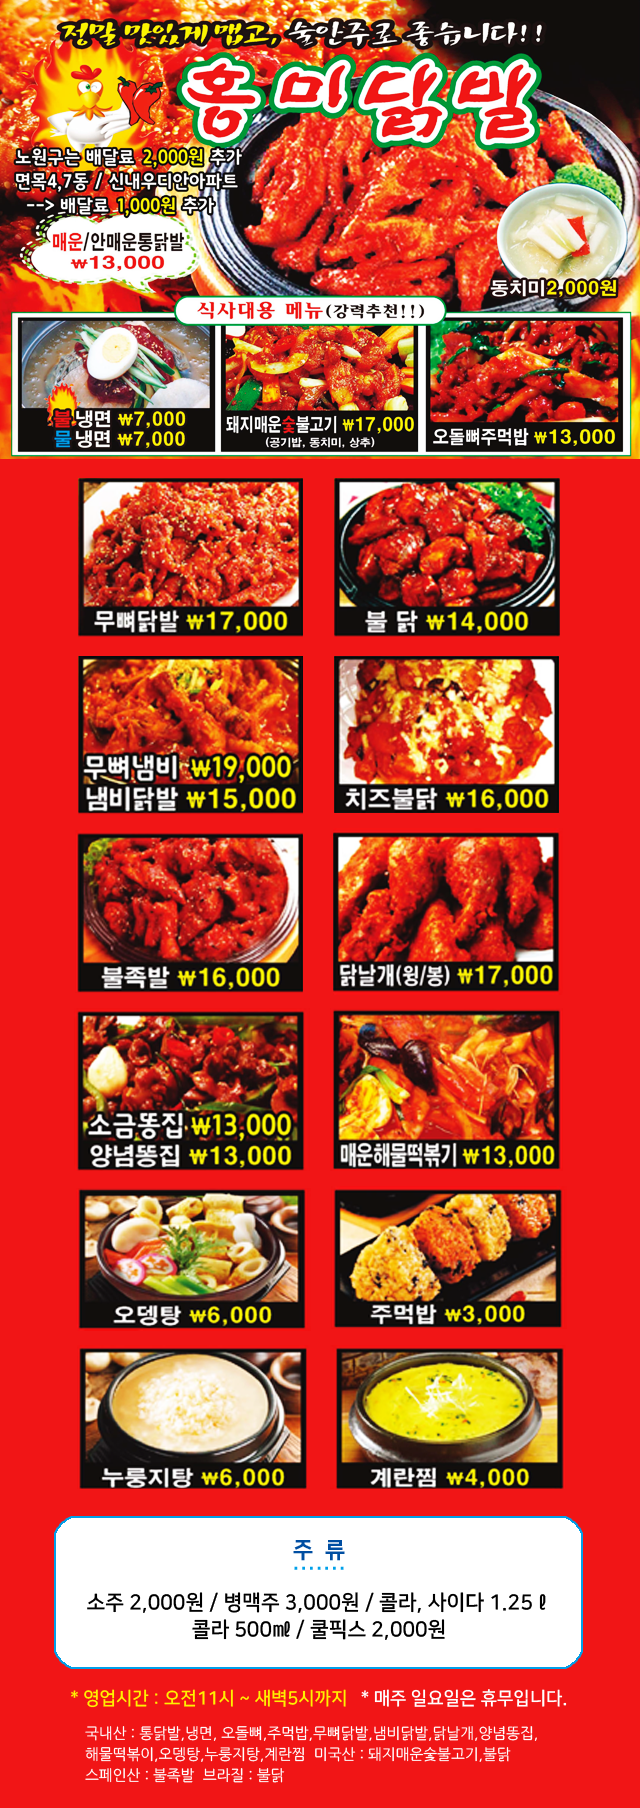 정말 맛있게 맵고, 술안주로 좋습니다!!
홍미닭발
노원구는 배달료 2,000원 추가
면목4,7동 / 신내우디안아파트
--> 배달료 1,000원 추가
매운/안매운통닭발
₩13,000
동치미2,000원
식사대용 메뉴(강력추천!!)
불냉면 ₩7,000
물냉면 ₩7,000
돼지매운숯불고기 ₩17,000
(공기밥, 동치미, 상추)
오돌뼈주먹밥 ₩13,000
무뼈닭발 ₩17,000
불 닭 ₩14,000
무뼈냄비 ₩19,000
냄비닭발 ₩15,000
치즈불닭 ₩16,000
불족발 ₩16,000
닭날개(윙/봉) ₩17,000
소금똥집 ₩13,000
양념똥집 ₩13,000
매운해물떡볶기 ₩13,000
오뎅탕 ₩6,000
주먹밥 ₩3,000
누룽지탕 ₩6,000
계란찜 ₩4,000
주 류
소주 2,000원 / 병맥주 3,000원 / 콜라, 사이다 1.25 ℓ
콜라 500㎖ / 쿨픽스 2,000원
* 영업시간 : 오전11시 ~ 새벽5시까지 * 매주 일요일은 휴무입니다.
국내산 : 통닭발,냉면, 오돌뼈,주먹밥,무뼈닭발,냄비닭발,닭날개,양념똥집,
해물떡볶이,오뎅탕,누룽지탕,계란찜 미국산 : 돼지매운숯불고기,불닭
스페인산 : 불족발 브라질 : 불닭